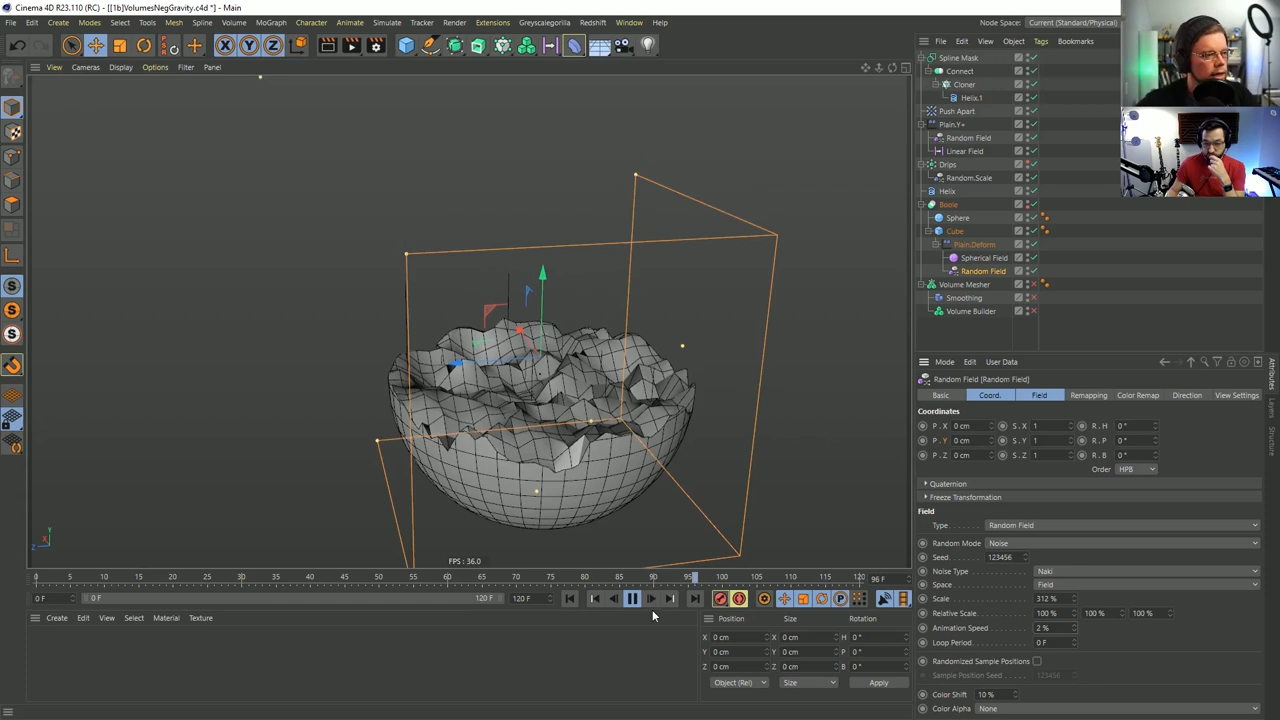 Cinema 4D R23.110 (RC) - [[1b]VolumesNegGravity.c4d *] - Main
File Edit Create Modes Select Tools Mesh Spline Volume MoGraph Character Animate Simulate Tracker Render Extensions Greyscalegorilla Redshift Window Help
Node Space: Current (Standard/Physical)
X Y Z
View Cameras Display Options Filter Panel
File Edit View Object Tags Bookmarks
Spline Mask
Connect
Cloner
Helix.1
Push Apart
Plain.Y+
Random Field
Linear Field
Drips
Random.Scale
Helix
Boole
Sphere
Cube
Plain.Deform
Spherical Field
Random Field
Volume Mesher
Smoothing
Volume Builder
Mode Edit User Data
Random Field [Random Field]
Basic Coord. Field Remapping Color Remap Direction View Settings
Coordinates
P . X 0 cm S . X 1 R . H 0 °
P . Y 0 cm S . Y 1 R . P 0 °
P . Z 0 cm S . Z 1 R . B 0 °
Order HPB
Quaternion
Freeze Transformation
Field
Type Random Field
Random Mode Noise
Seed 123456
Noise Type Naki
Space Field
Scale 312 %
Relative Scale 100 % 100 % 100 %
Animation Speed 2 %
Loop Period 0 F
Randomized Sample Positions
Sample Position Seed 123456
Color Shift 10 %
Color Alpha None
Attributes
Layers
Structure
S
S
S
Y
X
Z
FPS : 36.0
0 5 10 15 20 25 30 35 40 45 50 55 60 65 70 75 80 85 90 95 100 105 110 115 120 96 F
0 F 0 F 120 F 120 F
P
Create Edit View Select Material Texture
Position Size Rotation
X 0 cm X 0 cm H 0 °
Y 0 cm Y 0 cm P 0 °
Z 0 cm Z 0 cm B 0 °
Object (Rel) Size Apply